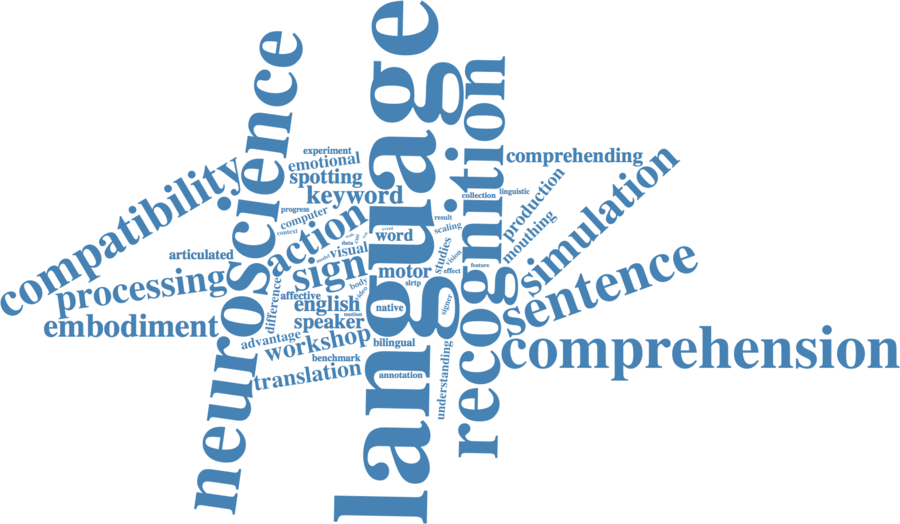 language
neuroscience
recognition
comprehension
sentence
simulation
compatibility
processing
embodiment
action
sign
keyword
spotting
emotional
experiment
comprehending
production
mouthing
collection
linguistic
progress
computer
context
articulated
word
data
visual
model
result
scaling
studies
vision
motor
slrtp
effect
feature
body
video
difference
affective
english
motion
native
signer
speaker
advantage
workshop
bilingual
benchmark
translation
annotation
understanding